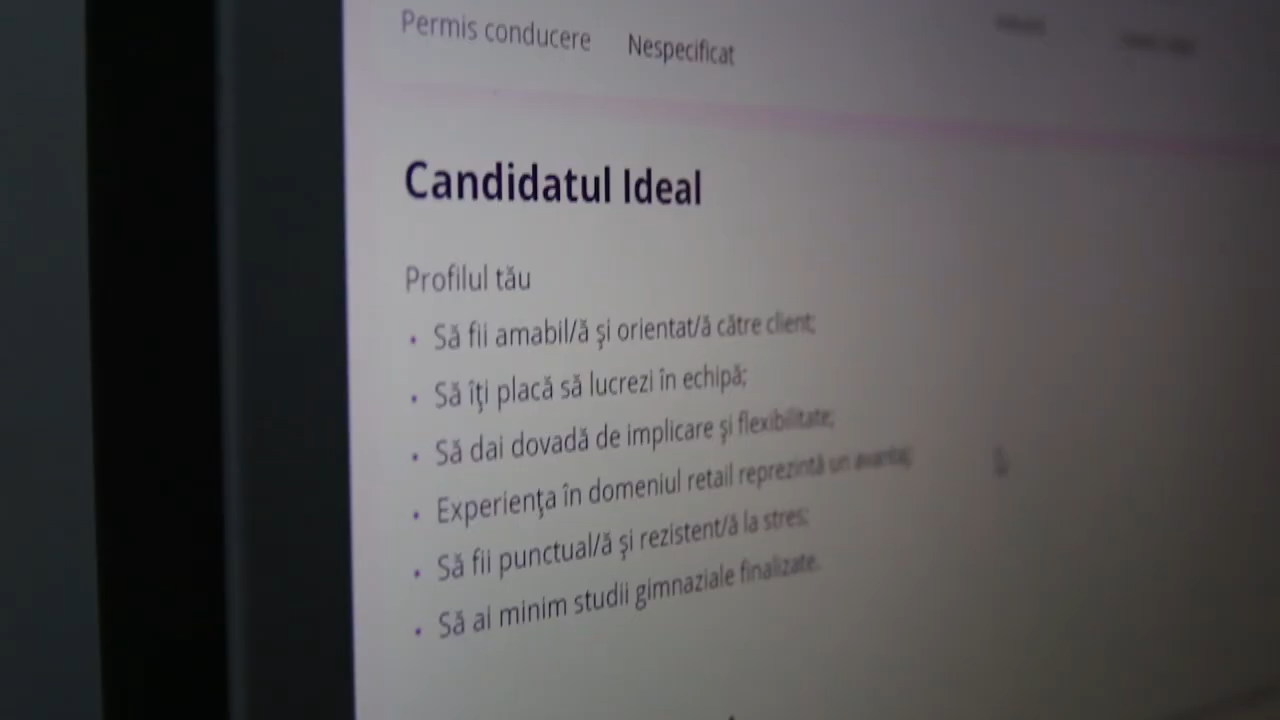 Permis conducere Nespecificat
Candidatul Ideal
Profilul tău
• Să fii amabil/ă şi orientat/ă către client;
• Să îţi placă să lucrezi în echipă;
• Să dai dovadă de implicare şi flexibilitate;
• Experienţa în domeniul retail reprezintă un avantaj;
• Să fii punctual/ă şi rezistent/ă la stres;
• Să ai minim studii gimnaziale finalizate.